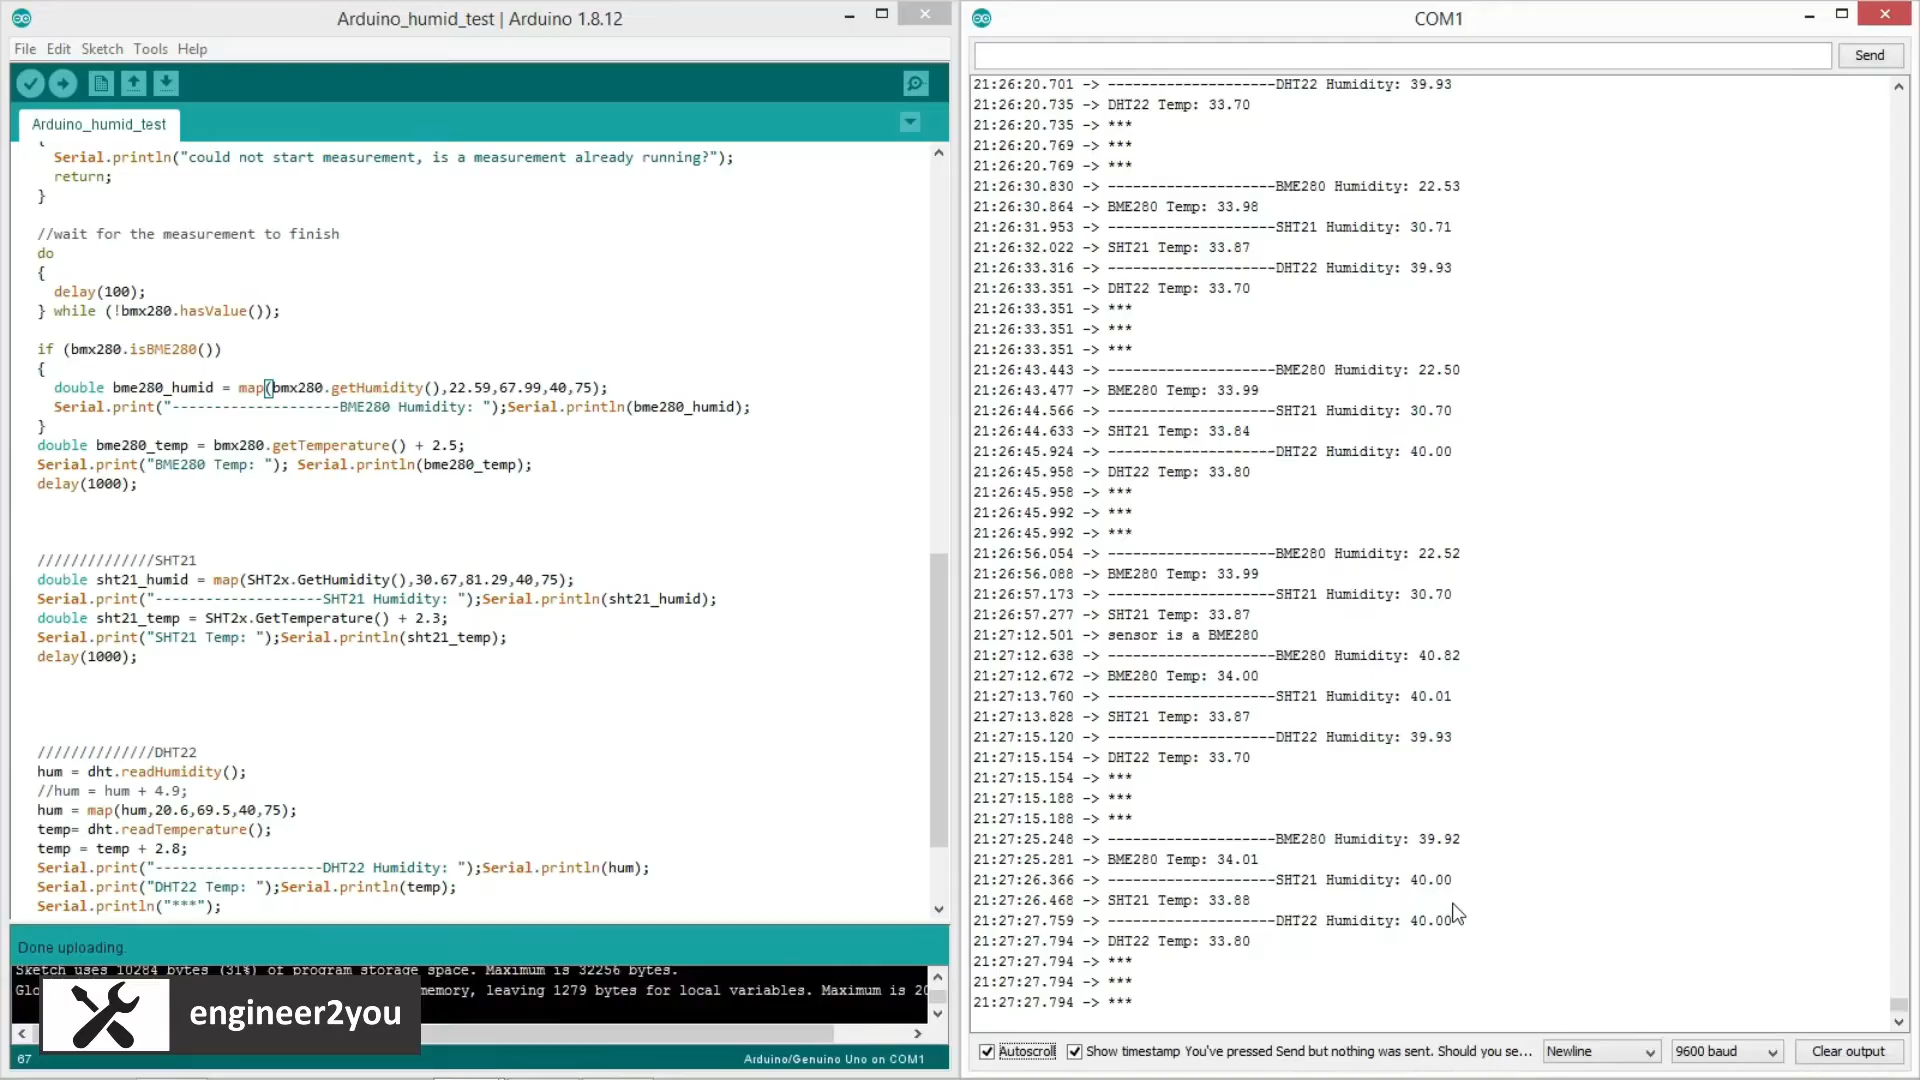 Arduino_humid_test | Arduino 1.8.12
File Edit Sketch Tools Help
Arduino_humid_test
{
Serial.println("could not start measurement, is a measurement already running?");
return;
}
//wait for the measurement to finish
do
{
delay(100);
} while (!bmx280.hasValue());
if (bmx280.isBME280())
{
double bme280_humid = map(bmx280.getHumidity(),22.59,67.99,40,75);
Serial.print("--------------------BME280 Humidity: ");Serial.println(bme280_humid);
}
double bme280_temp = bmx280.getTemperature() + 2.5;
Serial.print("BME280 Temp: "); Serial.println(bme280_temp);
delay(1000);
//////////////SHT21
double sht21_humid = map(SHT2x.GetHumidity(),30.67,81.29,40,75);
Serial.print("--------------------SHT21 Humidity: ");Serial.println(sht21_humid);
double sht21_temp = SHT2x.GetTemperature() + 2.3;
Serial.print("SHT21 Temp: ");Serial.println(sht21_temp);
delay(1000);
//////////////DHT22
hum = dht.readHumidity();
//hum = hum + 4.9;
hum = map(hum,20.6,69.5,40,75);
temp= dht.readTemperature();
temp = temp + 2.8;
Serial.print("--------------------DHT22 Humidity: ");Serial.println(hum);
Serial.print("DHT22 Temp: ");Serial.println(temp);
Serial.println("***");
Done uploading.
Sketch uses 10284 bytes (31%) of program storage space. Maximum is 32256 bytes.
Glo
memory, leaving 1279 bytes for local variables. Maximum is 20
engineer2you
67
Arduino/Genuino Uno on COM1
COM1
Send
21:26:20.701 -> --------------------DHT22 Humidity: 39.93
21:26:20.735 -> DHT22 Temp: 33.70
21:26:20.735 -> ***
21:26:20.769 -> ***
21:26:20.769 -> ***
21:26:30.830 -> --------------------BME280 Humidity: 22.53
21:26:30.864 -> BME280 Temp: 33.98
21:26:31.953 -> --------------------SHT21 Humidity: 30.71
21:26:32.022 -> SHT21 Temp: 33.87
21:26:33.316 -> --------------------DHT22 Humidity: 39.93
21:26:33.351 -> DHT22 Temp: 33.70
21:26:33.351 -> ***
21:26:33.351 -> ***
21:26:33.351 -> ***
21:26:43.443 -> --------------------BME280 Humidity: 22.50
21:26:43.477 -> BME280 Temp: 33.99
21:26:44.566 -> --------------------SHT21 Humidity: 30.70
21:26:44.633 -> SHT21 Temp: 33.84
21:26:45.924 -> --------------------DHT22 Humidity: 40.00
21:26:45.958 -> DHT22 Temp: 33.80
21:26:45.958 -> ***
21:26:45.992 -> ***
21:26:45.992 -> ***
21:26:56.054 -> --------------------BME280 Humidity: 22.52
21:26:56.088 -> BME280 Temp: 33.99
21:26:57.173 -> --------------------SHT21 Humidity: 30.70
21:26:57.277 -> SHT21 Temp: 33.87
21:27:12.501 -> sensor is a BME280
21:27:12.638 -> --------------------BME280 Humidity: 40.82
21:27:12.672 -> BME280 Temp: 34.00
21:27:13.760 -> --------------------SHT21 Humidity: 40.01
21:27:13.828 -> SHT21 Temp: 33.87
21:27:15.120 -> --------------------DHT22 Humidity: 39.93
21:27:15.154 -> DHT22 Temp: 33.70
21:27:15.154 -> ***
21:27:15.188 -> ***
21:27:15.188 -> ***
21:27:25.248 -> --------------------BME280 Humidity: 39.92
21:27:25.281 -> BME280 Temp: 34.01
21:27:26.366 -> --------------------SHT21 Humidity: 40.00
21:27:26.468 -> SHT21 Temp: 33.88
21:27:27.759 -> --------------------DHT22 Humidity: 40.00
21:27:27.794 -> DHT22 Temp: 33.80
21:27:27.794 -> ***
21:27:27.794 -> ***
21:27:27.794 -> ***
Autoscroll Show timestamp You've pressed Send but nothing was sent. Should you se... Newline 9600 baud Clear output